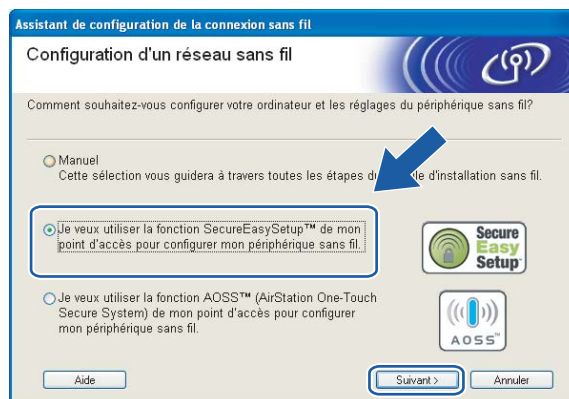 Assistant de configuration de la connexion sans fil
Configuration d'un réseau sans fil
Comment souhaitez-vous configurer votre ordinateur et les réglages du périphérique sans fil?
Manuel
Cette sélection vous guidera à travers toutes les étapes d d'installation sans fil.
Je veux utiliser la fonction SecureEasySetup™ de mon
point d'accès pour configurer mon périphérique sans fil.
Secure
Easy
Setup
Je veux utiliser la fonction AOSS™ (AirStation One-Touch
Secure System) de mon point d'accès pour configurer
mon périphérique sans fil.
AOSS™
Aide
Suivant >
Annuler